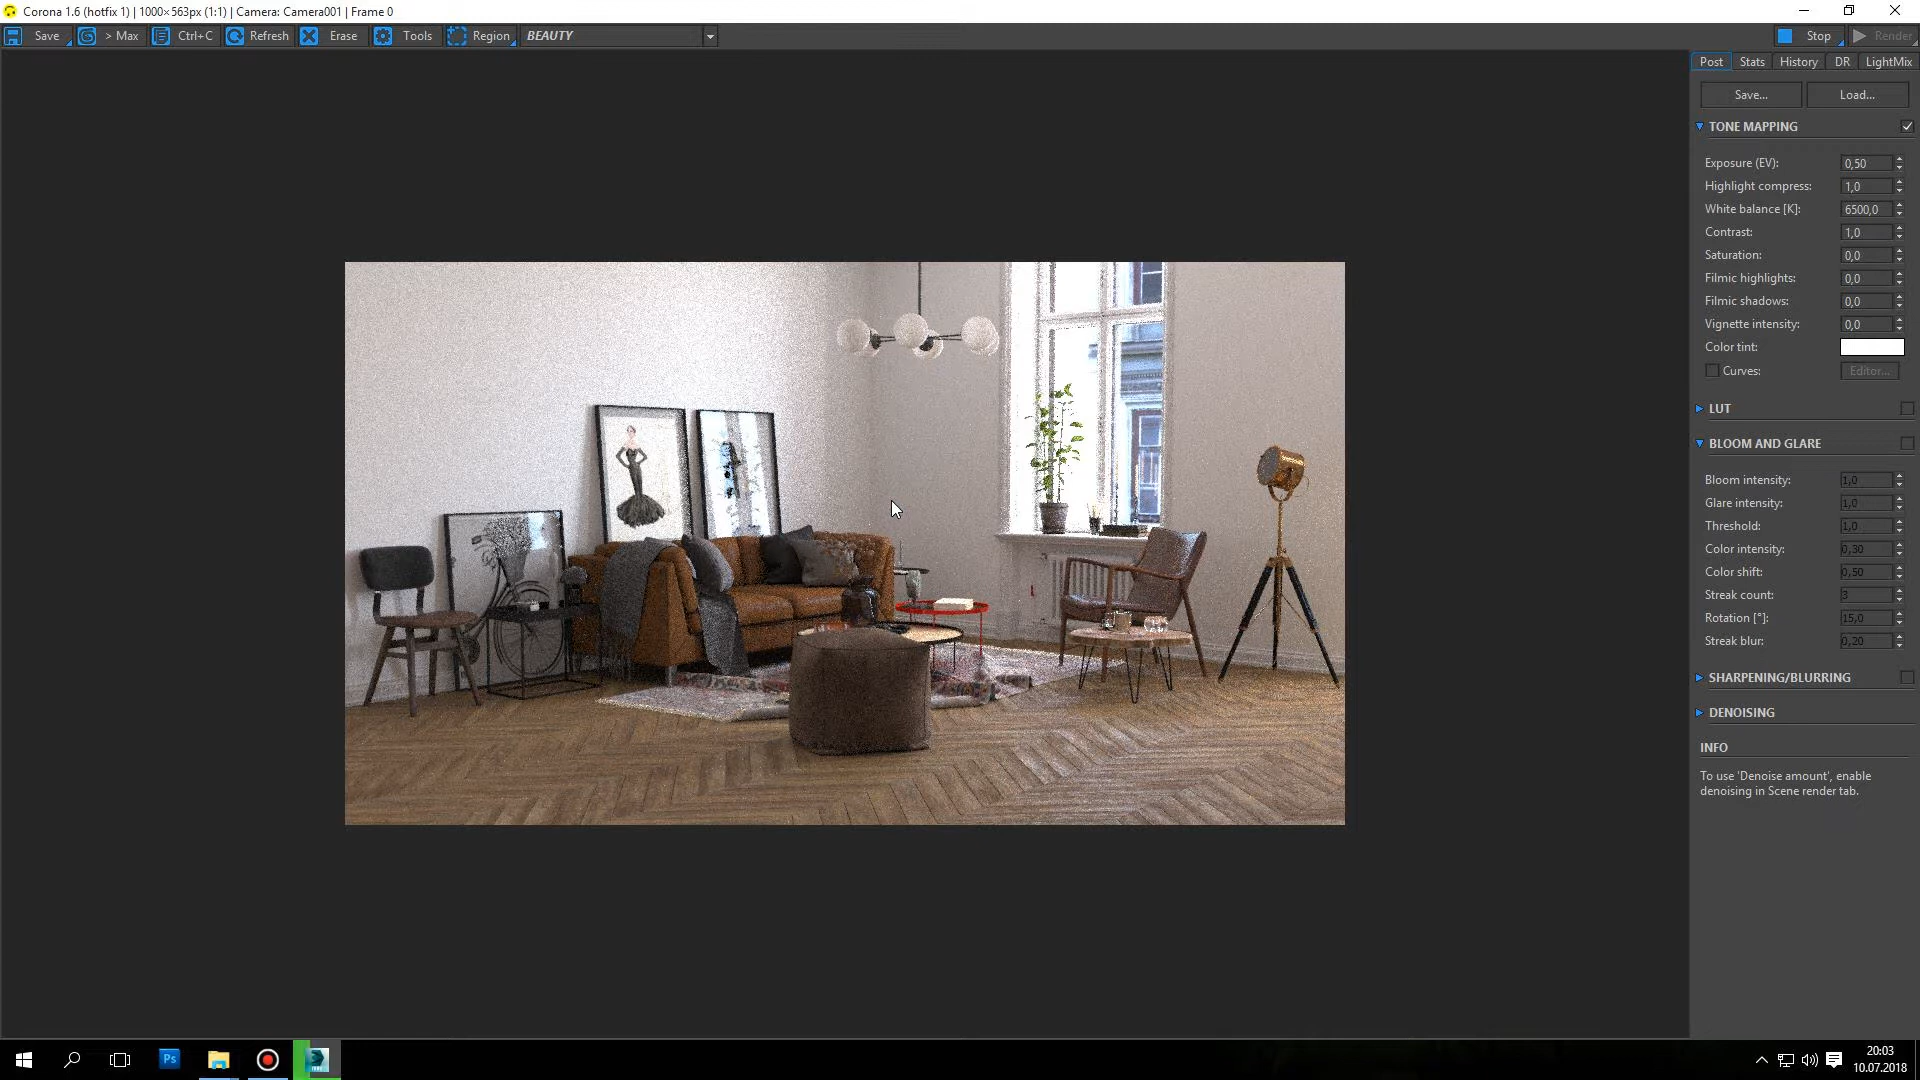 Corona 1.6 (hotfix 1) | 1000×563px (1:1) | Camera: Camera001 | Frame 0
Save > Max Ctrl+C Refresh Erase Tools Region BEAUTY Stop Render
Post Stats History DR LightMix
Save... Load...
TONE MAPPING
Exposure (EV): 0,50
Highlight compress: 1,0
White balance [K]: 6500,0
Contrast: 1,0
Saturation: 0,0
Filmic highlights: 0,0
Filmic shadows: 0,0
Vignette intensity: 0,0
Color tint:
Curves: Editor...
LUT
BLOOM AND GLARE
Bloom intensity: 1,0
Glare intensity: 1,0
Threshold: 1,0
Color intensity: 0,30
Color shift: 0,50
Streak count: 3
Rotation [°]: 15,0
Streak blur: 0,20
SHARPENING/BLURRING
DENOISING
INFO
To use 'Denoise amount', enable
denoising in Scene render tab.
Ps
20:03
10.07.2018